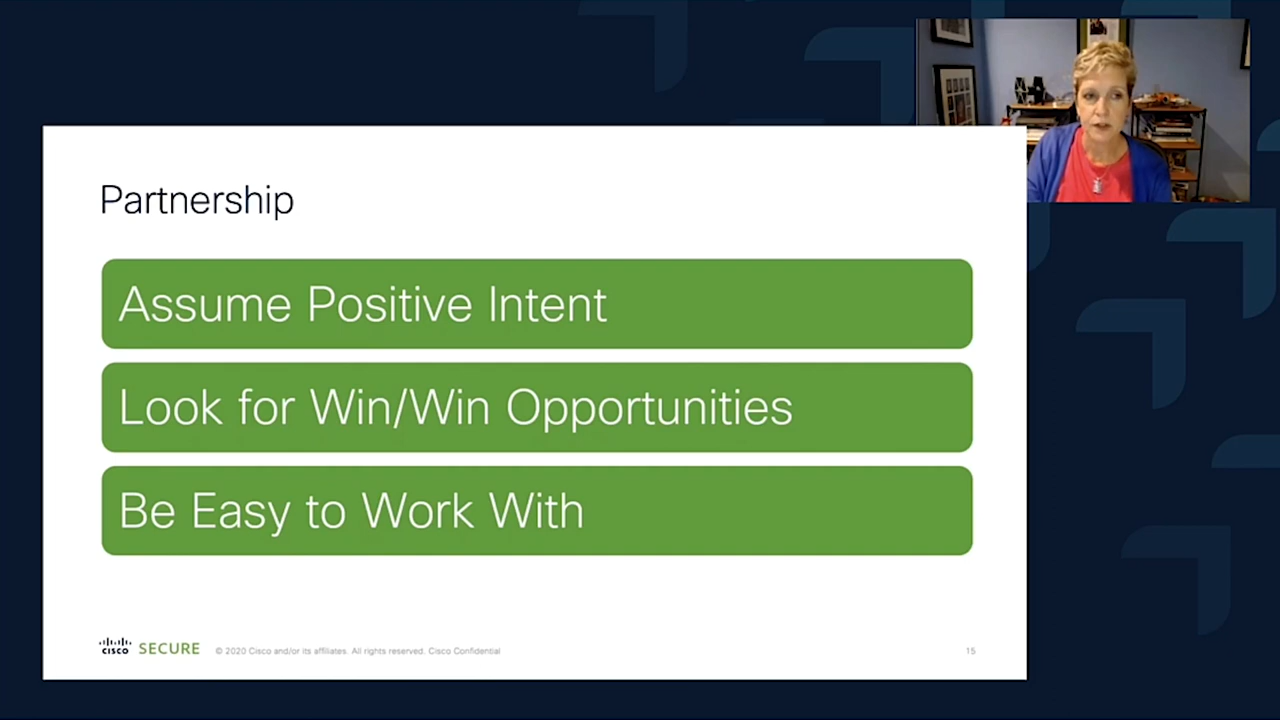 Partnership
Assume Positive Intent
Look for Win/Win Opportunities
Be Easy to Work With
CISCO SECURE © 2020 Cisco and/or its affiliates. All rights reserved. Cisco Confidential 15